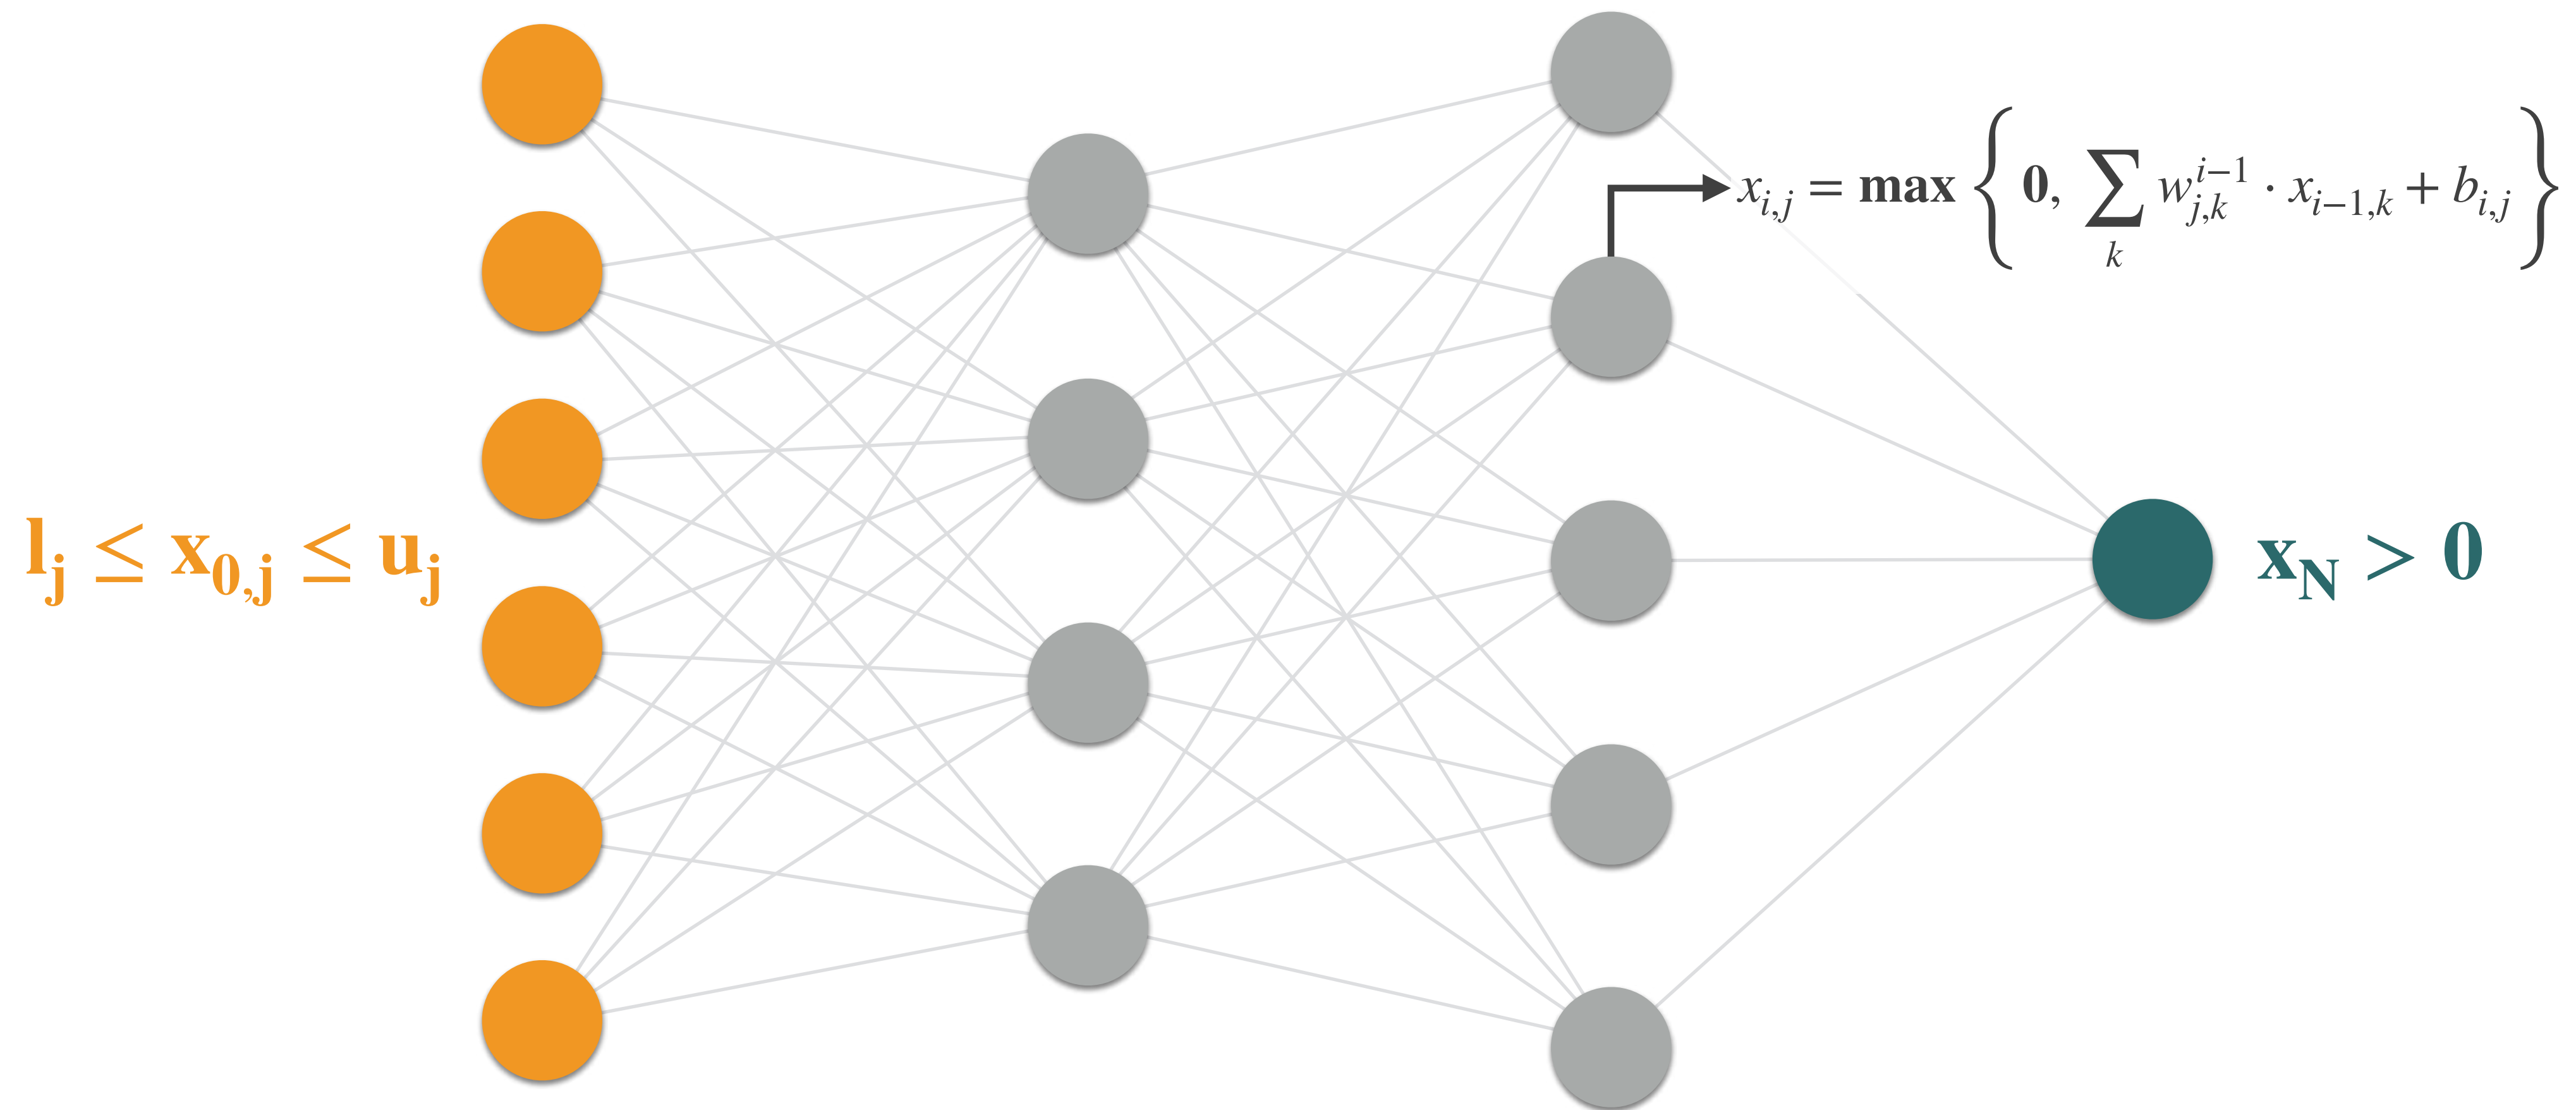 x_{i,j} = max { 0, ∑_k w_{j,k}^{i−1} · x_{i−1,k} + b_{i,j} }
l_j ≤ x_{0,j} ≤ u_j
x_N > 0